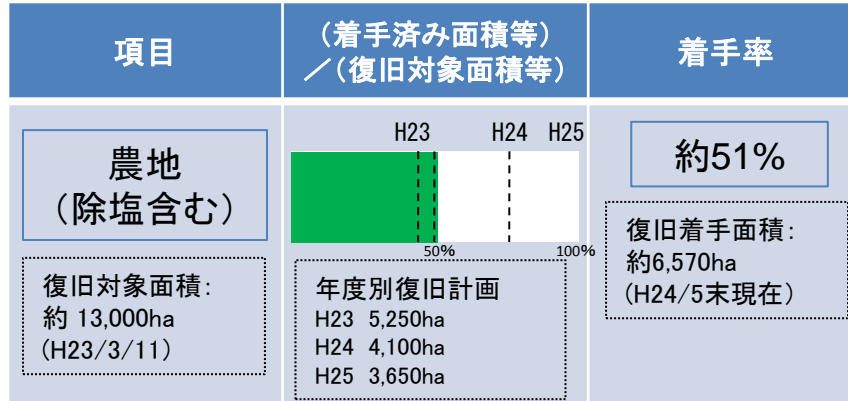 項目
（着手済み面積等）
／（復旧対象面積等）
着手率
農地
（除塩含む）
復旧対象面積：
約 13,000ha
(H23/3/11)
H23 H24 H25
50% 100%
年度別復旧計画
H23 5,250ha
H24 4,100ha
H25 3,650ha
約51%
復旧着手面積：
約6,570ha
(H24/5末現在)